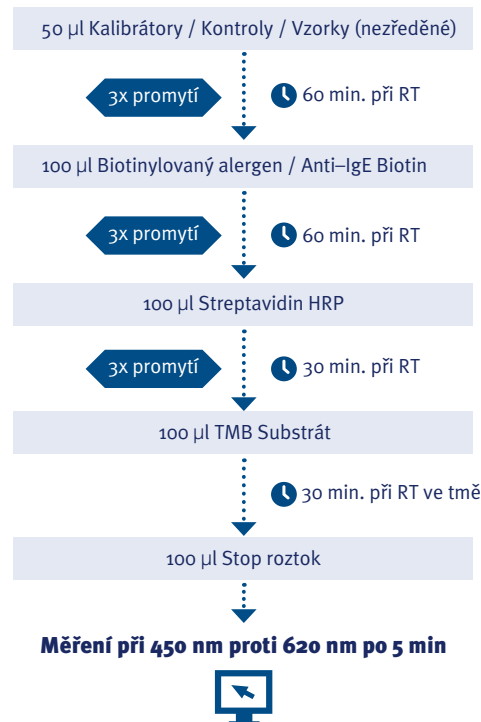 50 µl Kalibrátory / Kontroly / Vzorky (nezředěné)
3x promytí
60 min. při RT
100 µl Biotinylovaný alergen / Anti–IgE Biotin
3x promytí
60 min. při RT
100 µl Streptavidin HRP
3x promytí
30 min. při RT
100 µl TMB Substrát
30 min. při RT ve tmě
100 µl Stop roztok
Měření při 450 nm proti 620 nm po 5 min